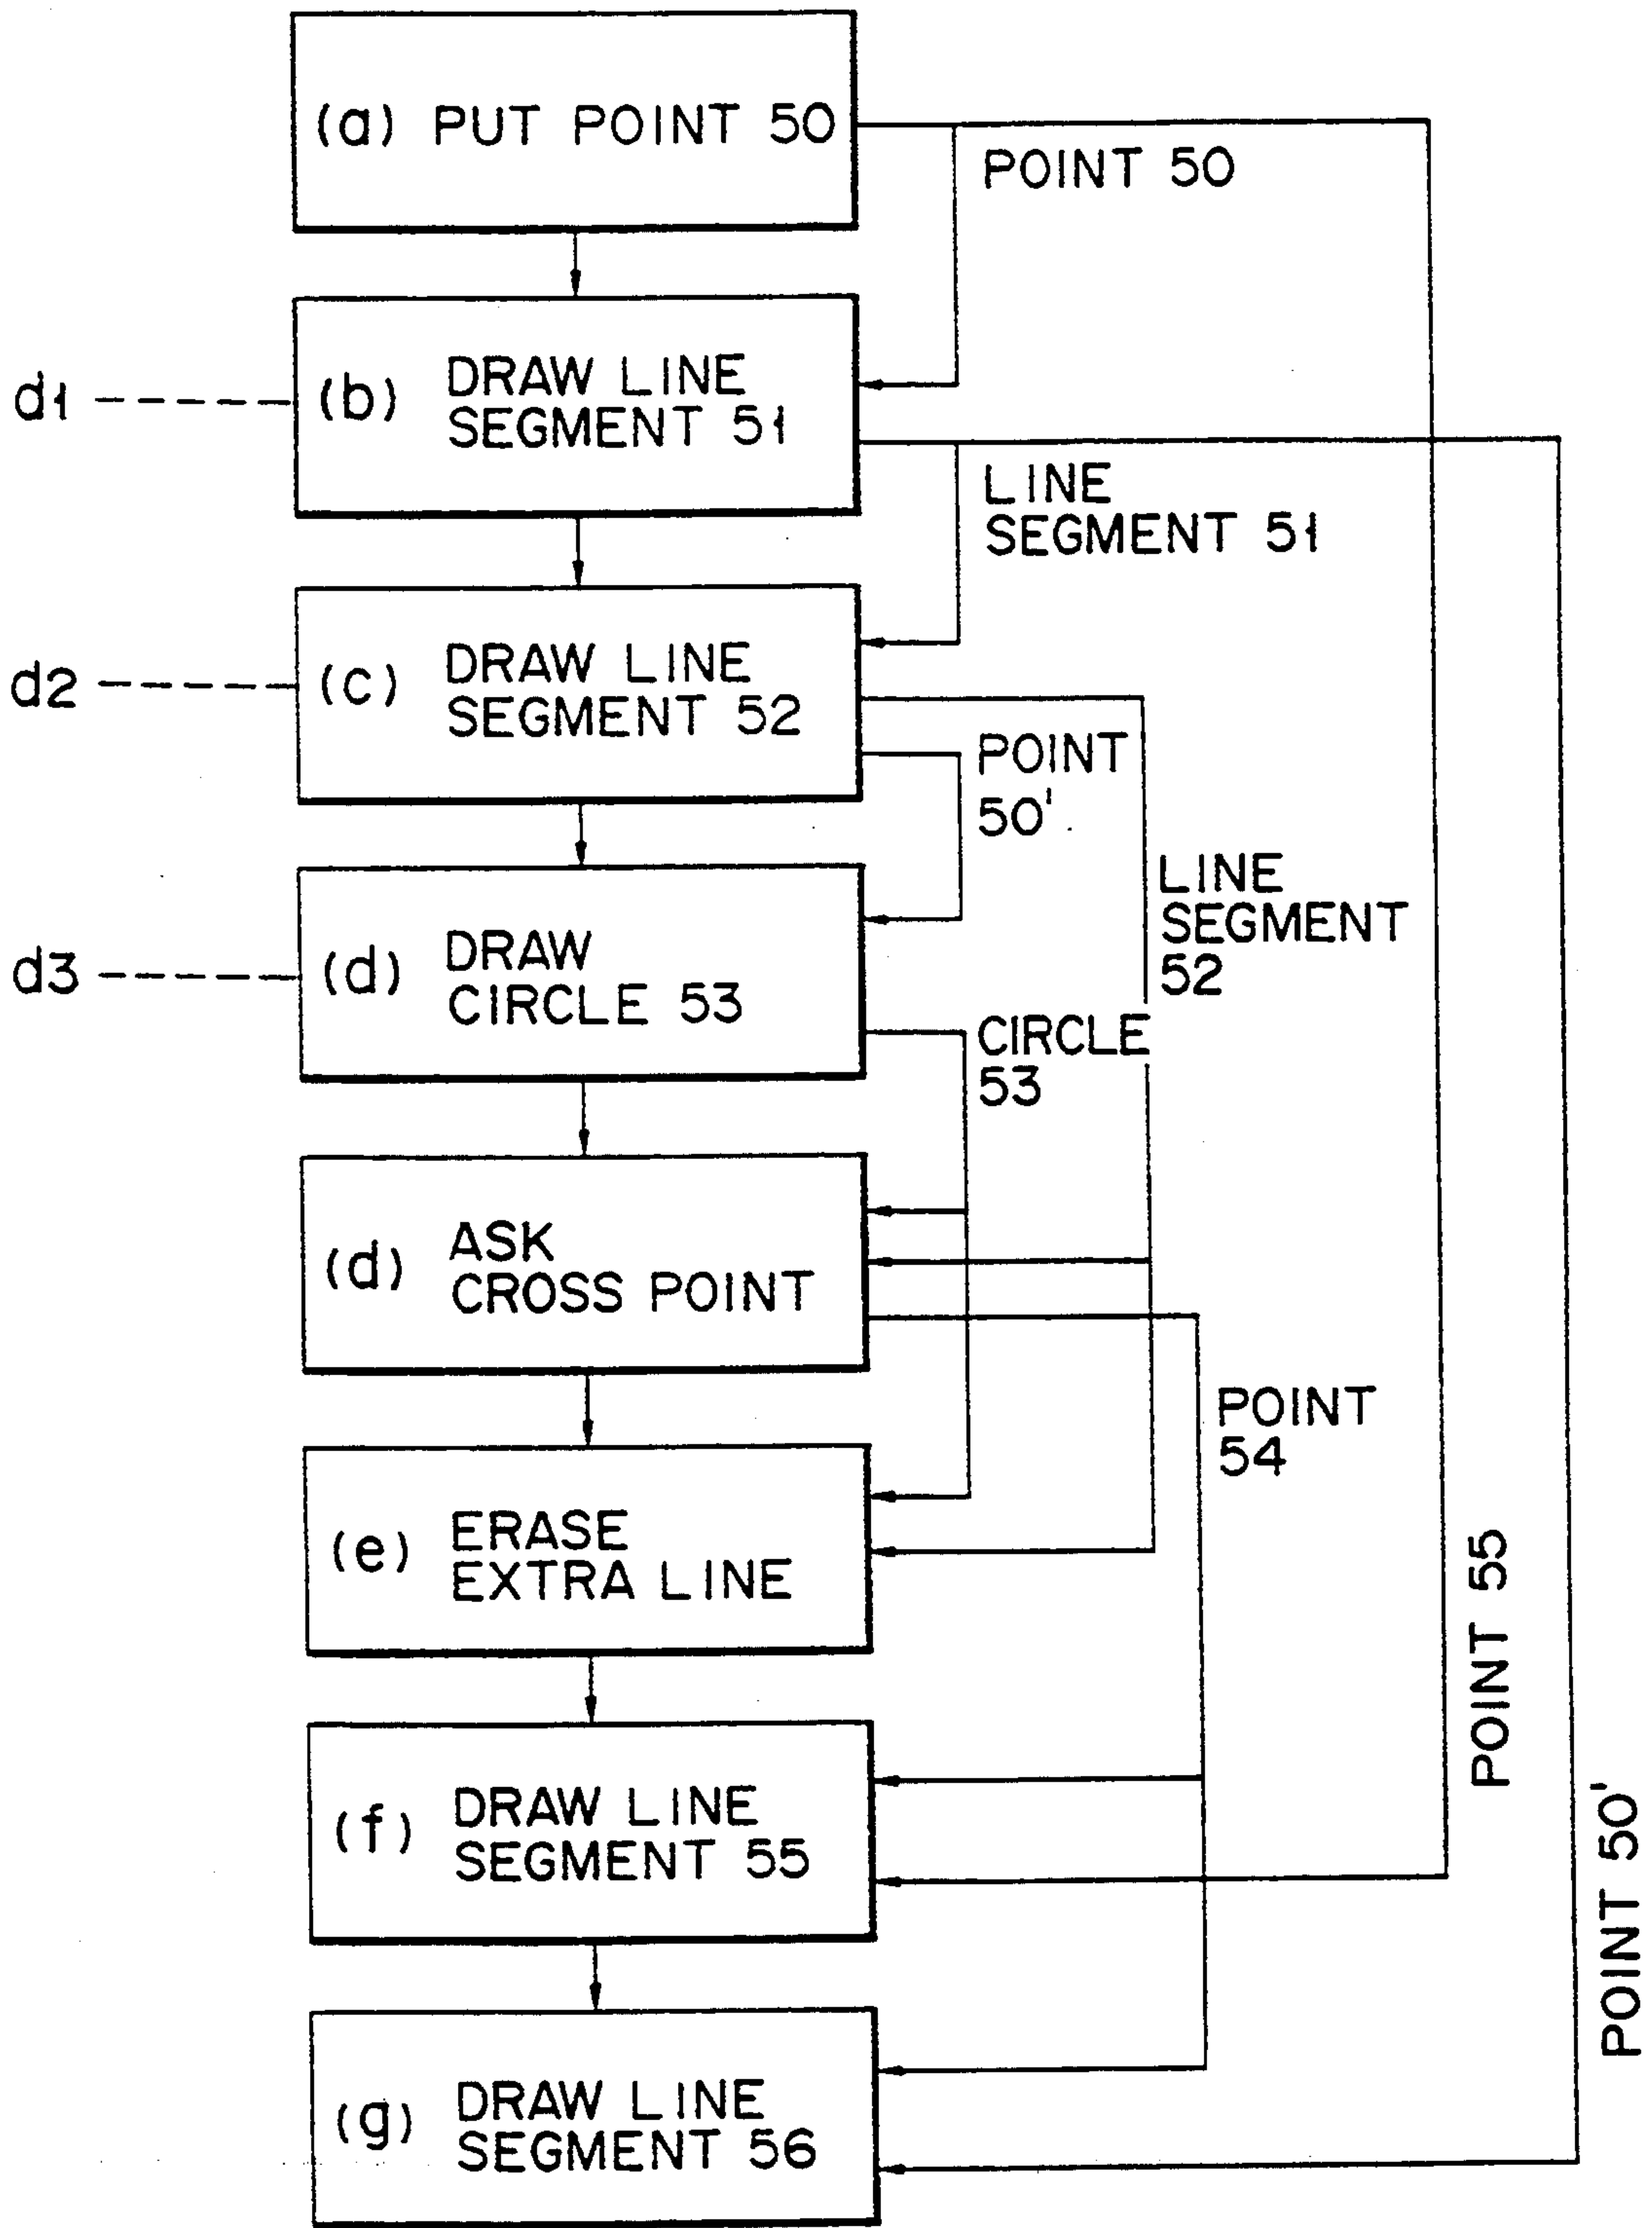 (a) PUT POINT 50
POINT 50
d1
(b) DRAW LINE
SEGMENT 51
LINE
SEGMENT 51
d2
(c) DRAW LINE
SEGMENT 52
POINT
50'
LINE
SEGMENT
52
d3
(d) DRAW
CIRCLE 53
CIRCLE
53
(d) ASK
CROSS POINT
POINT
54
(e) ERASE
EXTRA LINE
POINT 55
(f) DRAW LINE
SEGMENT 55
POINT 50'
(g) DRAW LINE
SEGMENT 56